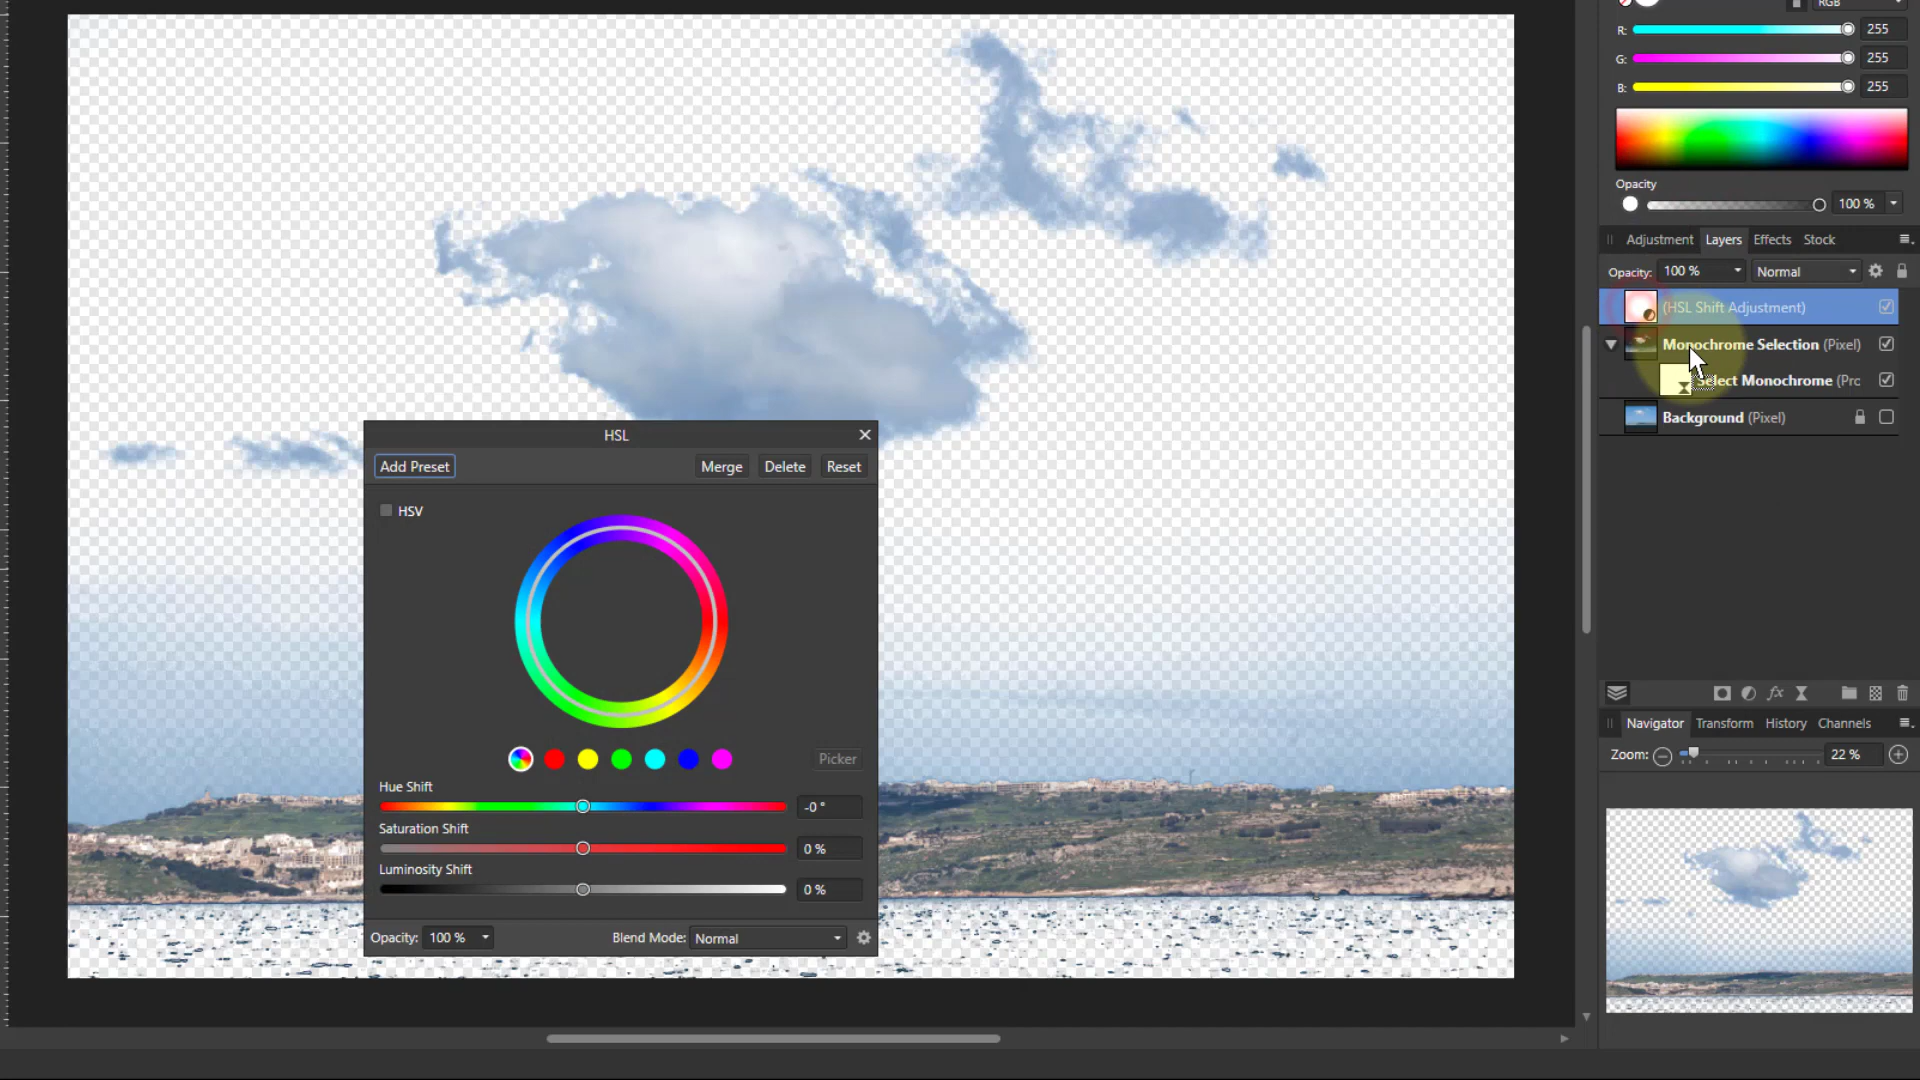 RGB
R: 255
G: 255
B: 255
Opacity
100 %
Adjustment Layers Effects Stock
Opacity: 100 % Normal
(HSL Shift Adjustment)
Monochrome Selection (Pixel)
Select Monochrome (Prc
Background (Pixel)
HSL
Add Preset Merge Delete Reset
HSV
Picker
Hue Shift
-0 °
Saturation Shift
0 %
Luminosity Shift
0 %
Opacity: 100 % Blend Mode: Normal
fx
Navigator Transform History Channels
Zoom: 22 %